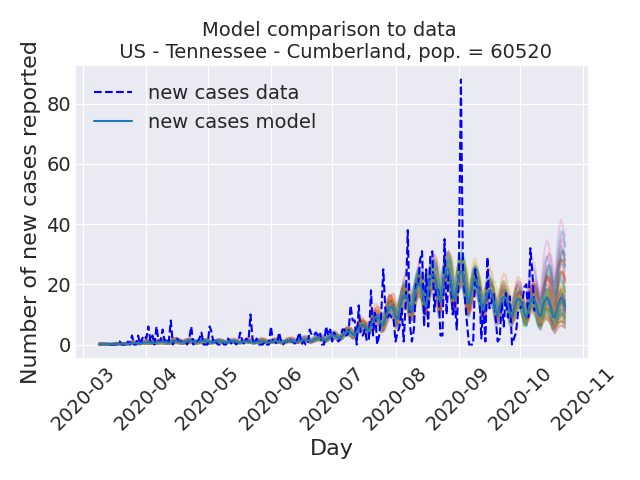 Model comparison to data
US - Tennessee - Cumberland, pop. = 60520
Number of new cases reported
80
60
40
20
0
new cases data
new cases model
2020-03
2020-04
2020-05
2020-06
2020-07
2020-08
2020-09
2020-10
2020-11
Day